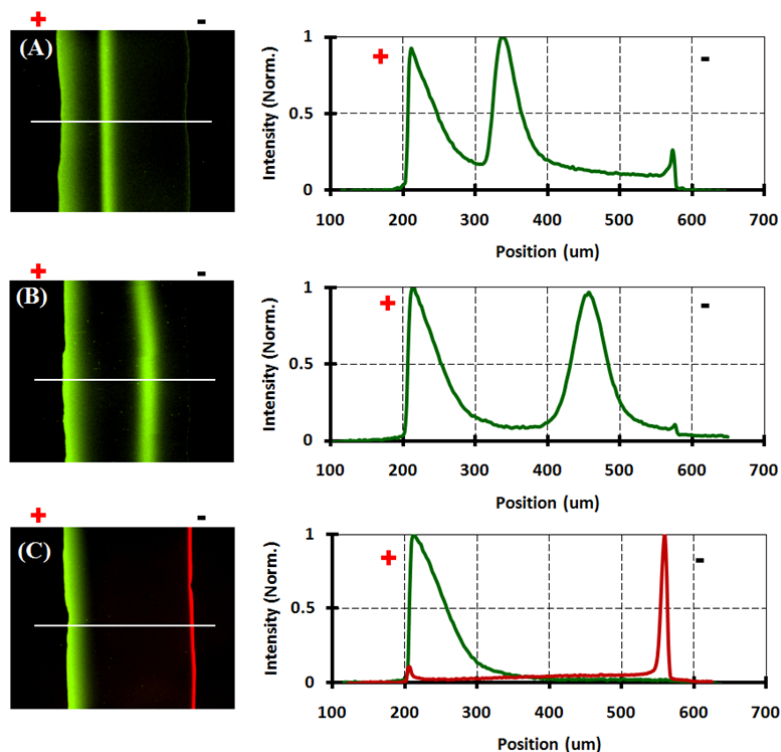 + -
(A)
+ -
Intensity (Norm.)
1
0.5
0
100 200 300 400 500 600 700
Position (um)
+ -
(B)
+ -
Intensity (Norm.)
1
0.5
0
100 200 300 400 500 600 700
Position (um)
+ -
(C)
+ -
Intensity (Norm.)
1
0.5
0
100 200 300 400 500 600 700
Position (um)